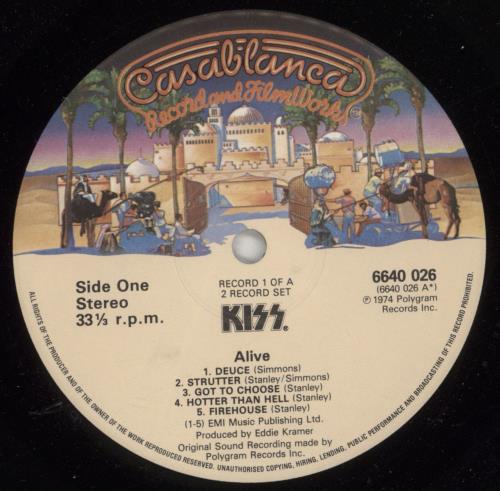 Casablanca
Record and FilmWorks
Side One
Stereo
33⅓ r.p.m.
RECORD 1 OF A
2 RECORD SET
KISS®
6640 026
(6640 026 A*)
℗ 1974 Polygram
Records Inc.
Alive
1. DEUCE (Simmons)
2. STRUTTER (Stanley/Simmons)
3. GOT TO CHOOSE (Stanley)
4. HOTTER THAN HELL (Stanley)
5. FIREHOUSE (Stanley)
(1-5) EMI Music Publishing Ltd.
Produced by Eddie Kramer
Original Sound Recording made by
Polygram Records Inc.
ALL RIGHTS OF THE PRODUCER AND OF THE OWNER OF THE WORK REPRODUCED RESERVED. UNAUTHORISED COPYING, HIRING, LENDING, PUBLIC PERFORMANCE AND BROADCASTING OF THIS RECORD PROHIBITED.